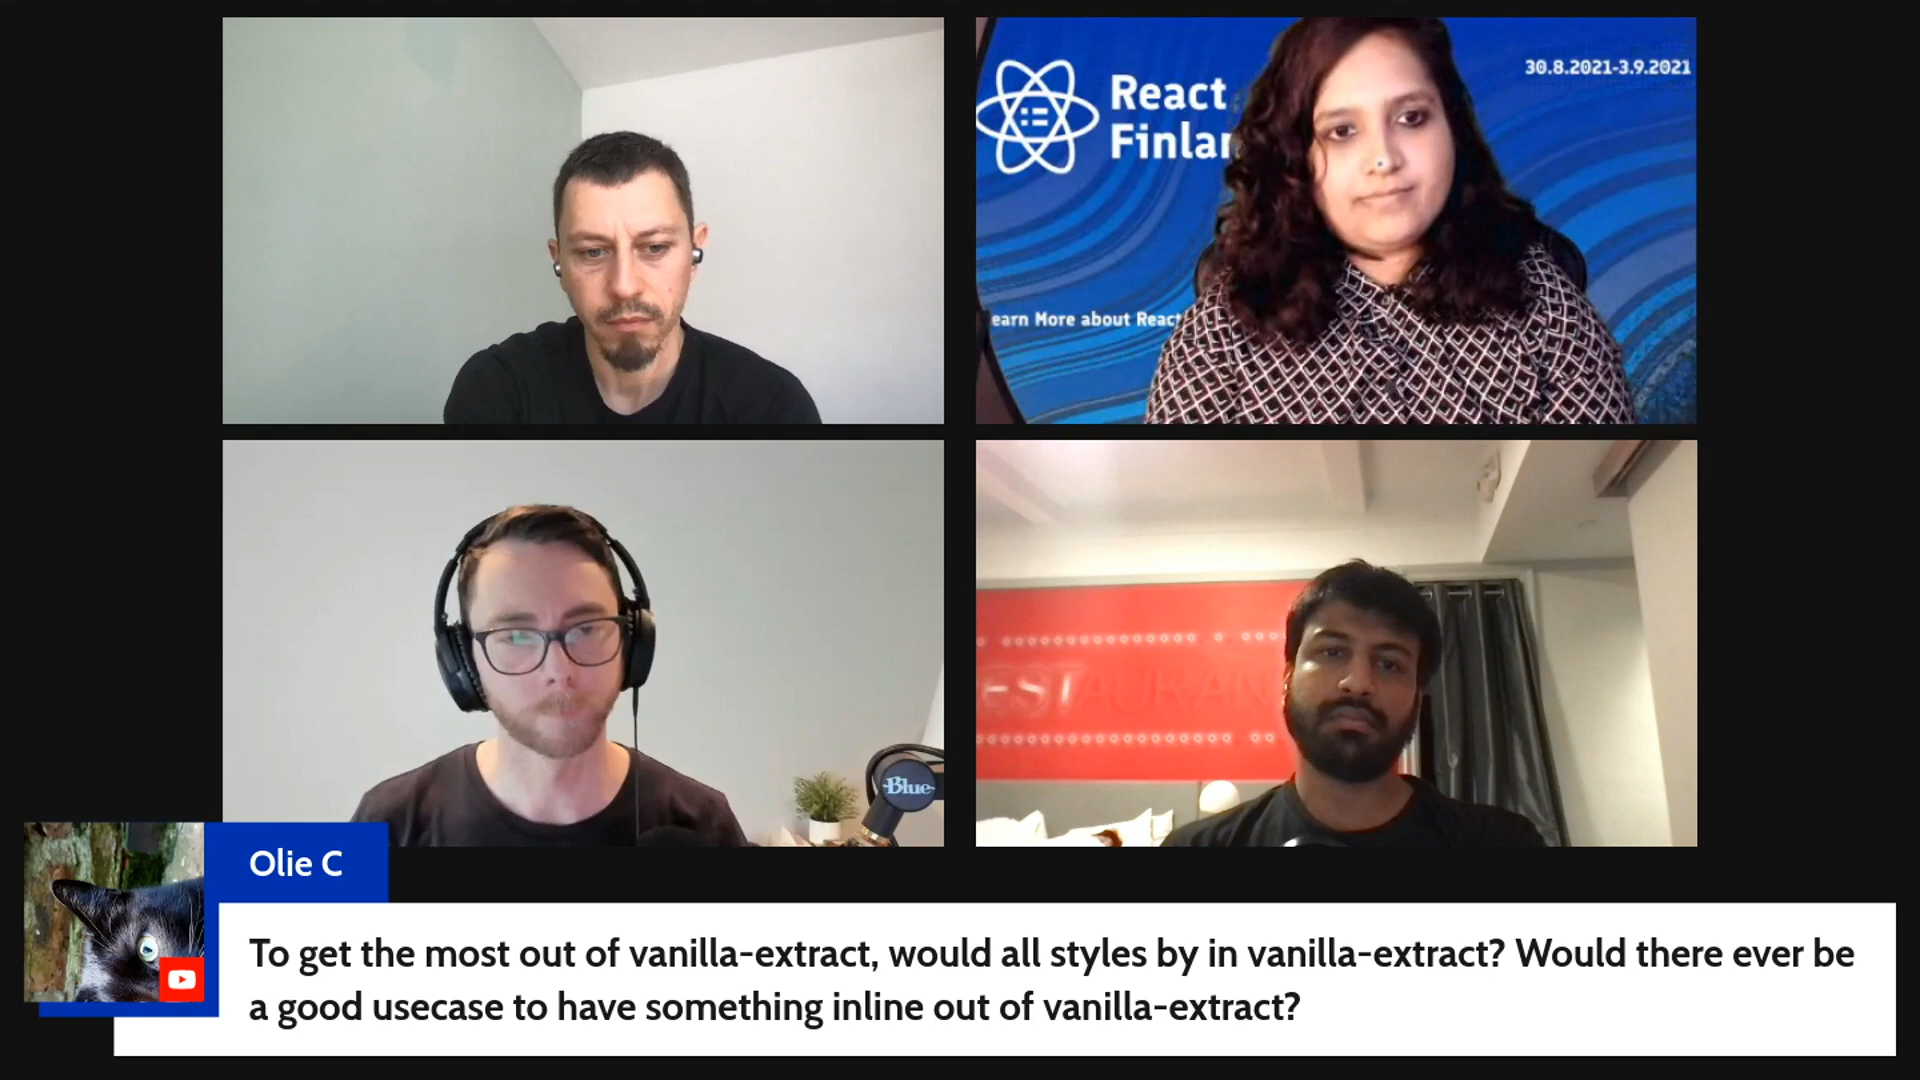 React
Finlan
30.8.2021-3.9.2021
earn More about React
ESTAURAN
Blue
Olie C
To get the most out of vanilla-extract, would all styles by in vanilla-extract? Would there ever be
a good usecase to have something inline out of vanilla-extract?